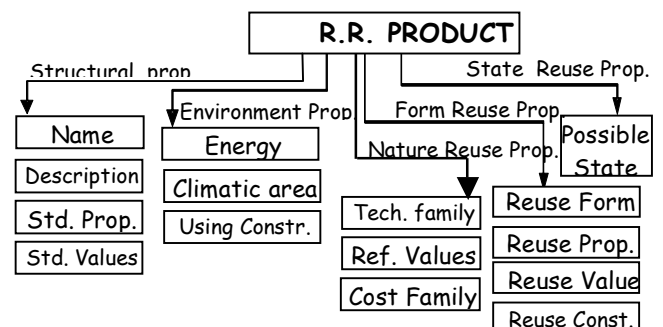 R.R. PRODUCT
Structural prop.
State Reuse Prop.
Environment Prop.
Form Reuse Prop.
Nature Reuse Prop.
Name
Description
Std. Prop.
Std. Values
Energy
Climatic area
Using Constr.
Tech. family
Ref. Values
Cost Family
Reuse Form
Reuse Prop.
Reuse Value
Reuse Const.
Possible
State